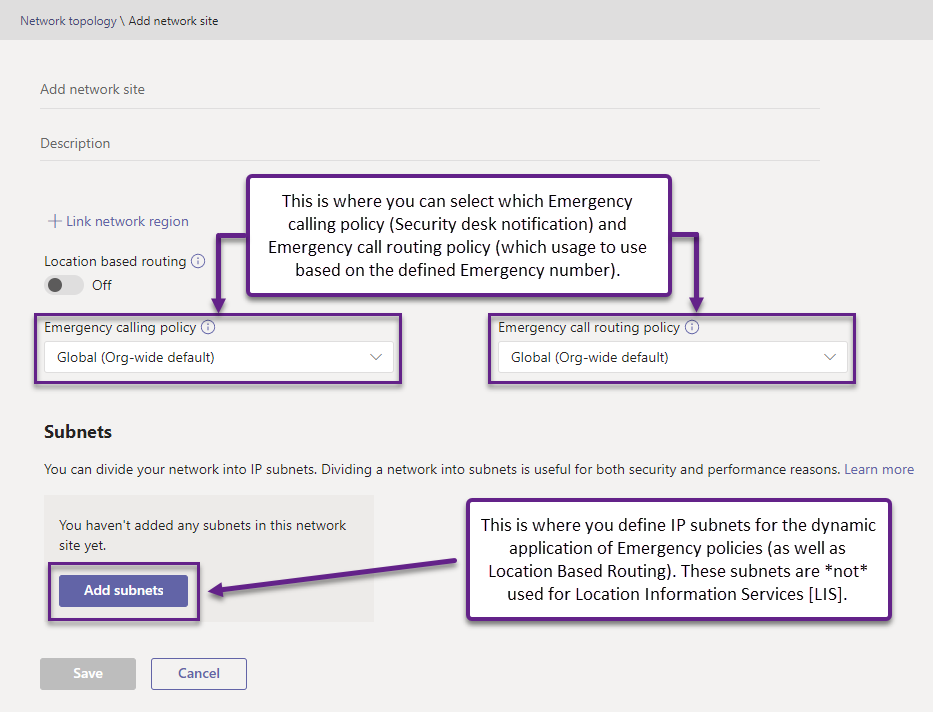 Network topology \ Add network site
Add network site
Description
This is where you can select which Emergency
calling policy (Security desk notification) and
Emergency call routing policy (which usage to use
based on the defined Emergency number).
Link network region
Location based routing
Off
Emergency calling policy
Global (Org-wide default)
Emergency call routing policy
Global (Org-wide default)
Subnets
You can divide your network into IP subnets. Dividing a network into subnets is useful for both security and performance reasons. Learn more
You haven't added any subnets in this network
site yet.
Add subnets
This is where you define IP subnets for the dynamic
application of Emergency policies (as well as
Location Based Routing). These subnets are *not*
used for Location Information Services [LIS].
Save
Cancel